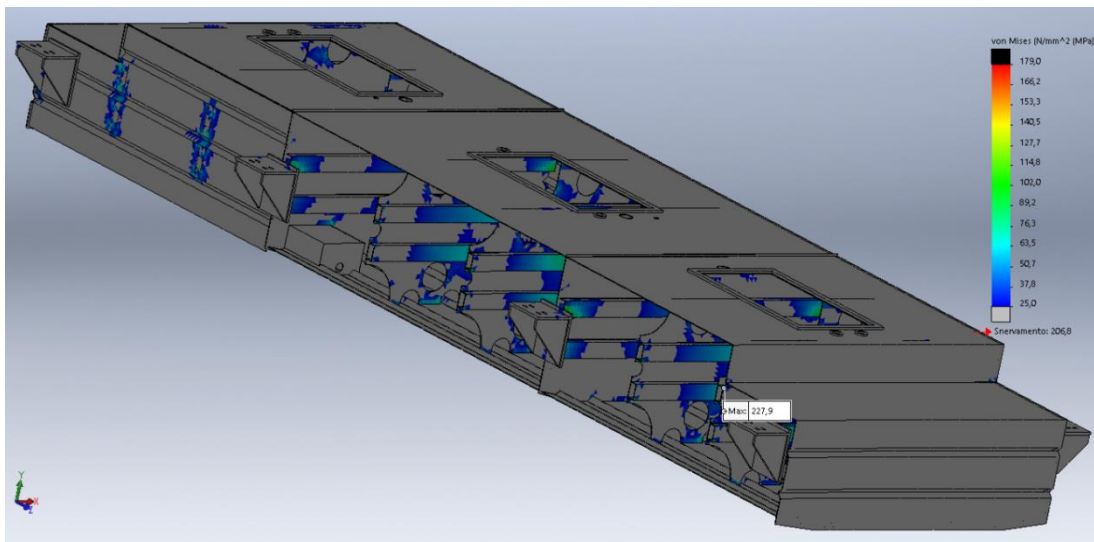 von Mises (N/mm^2 (MPa)
179,0
166,2
153,3
140,5
127,7
114,8
102,0
89,2
76,3
63,5
50,7
37,8
25,0
Snervamento: 206,8
Max: 227,9
Y
X
Z